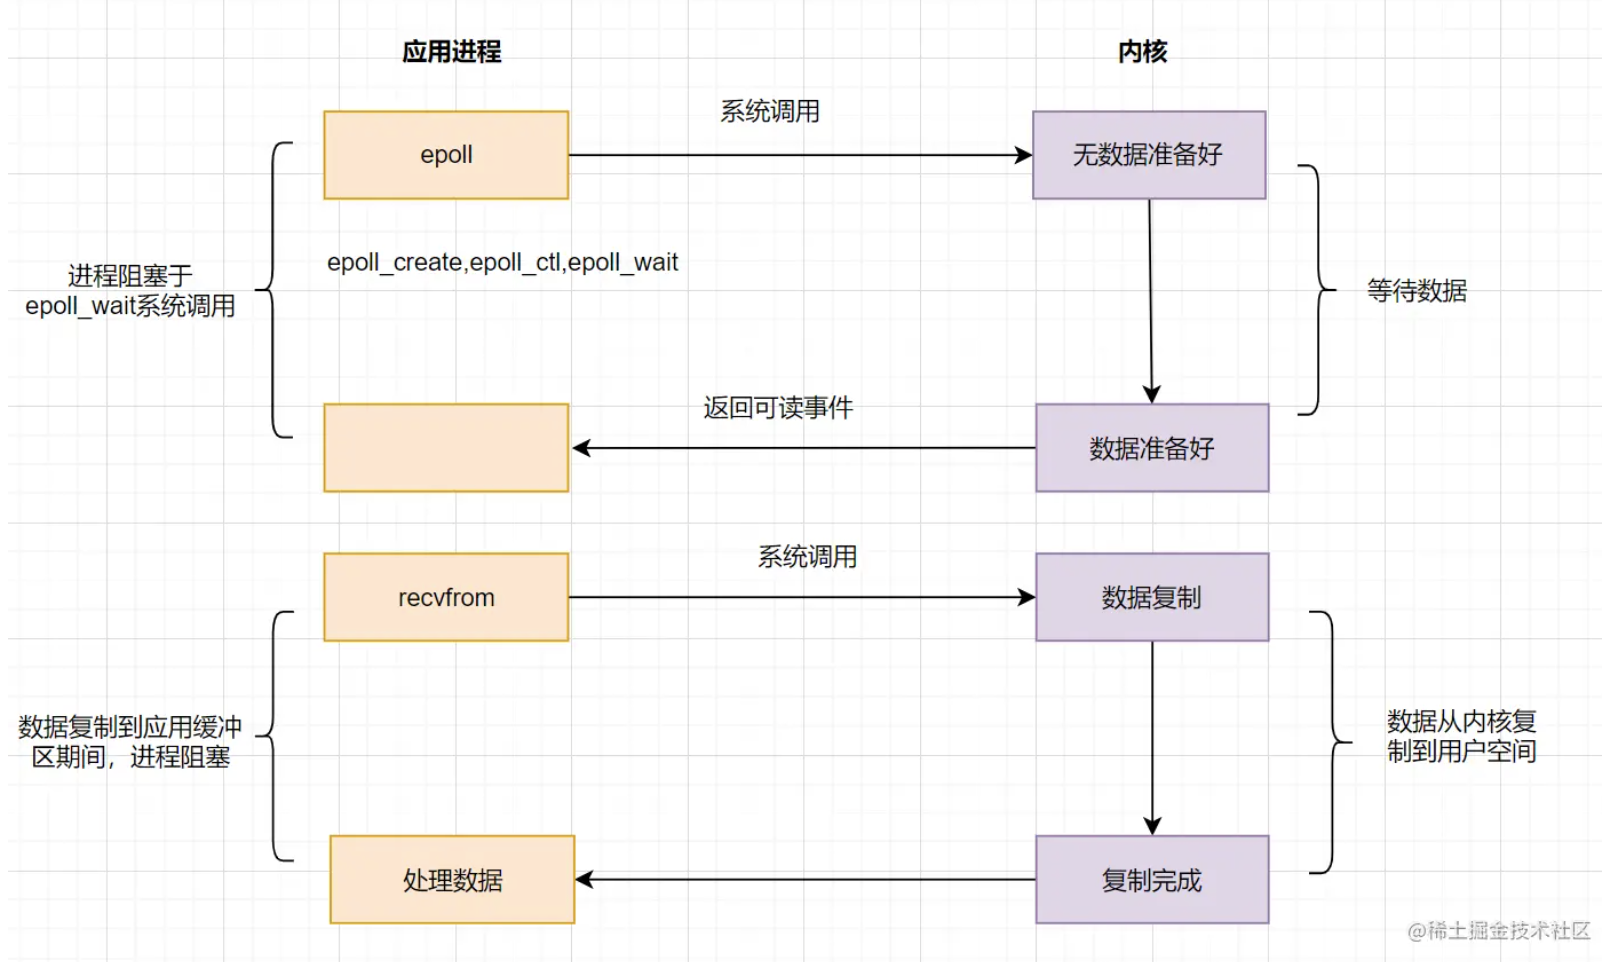 应用进程
内核
系统调用
epoll
无数据准备好
epoll_create,epoll_ctl,epoll_wait
进程阻塞于
epoll_wait系统调用
等待数据
返回可读事件
数据准备好
系统调用
recvfrom
数据复制
数据复制到应用缓冲
区期间，进程阻塞
数据从内核复
制到用户空间
处理数据
复制完成
@稀土掘金技术社区